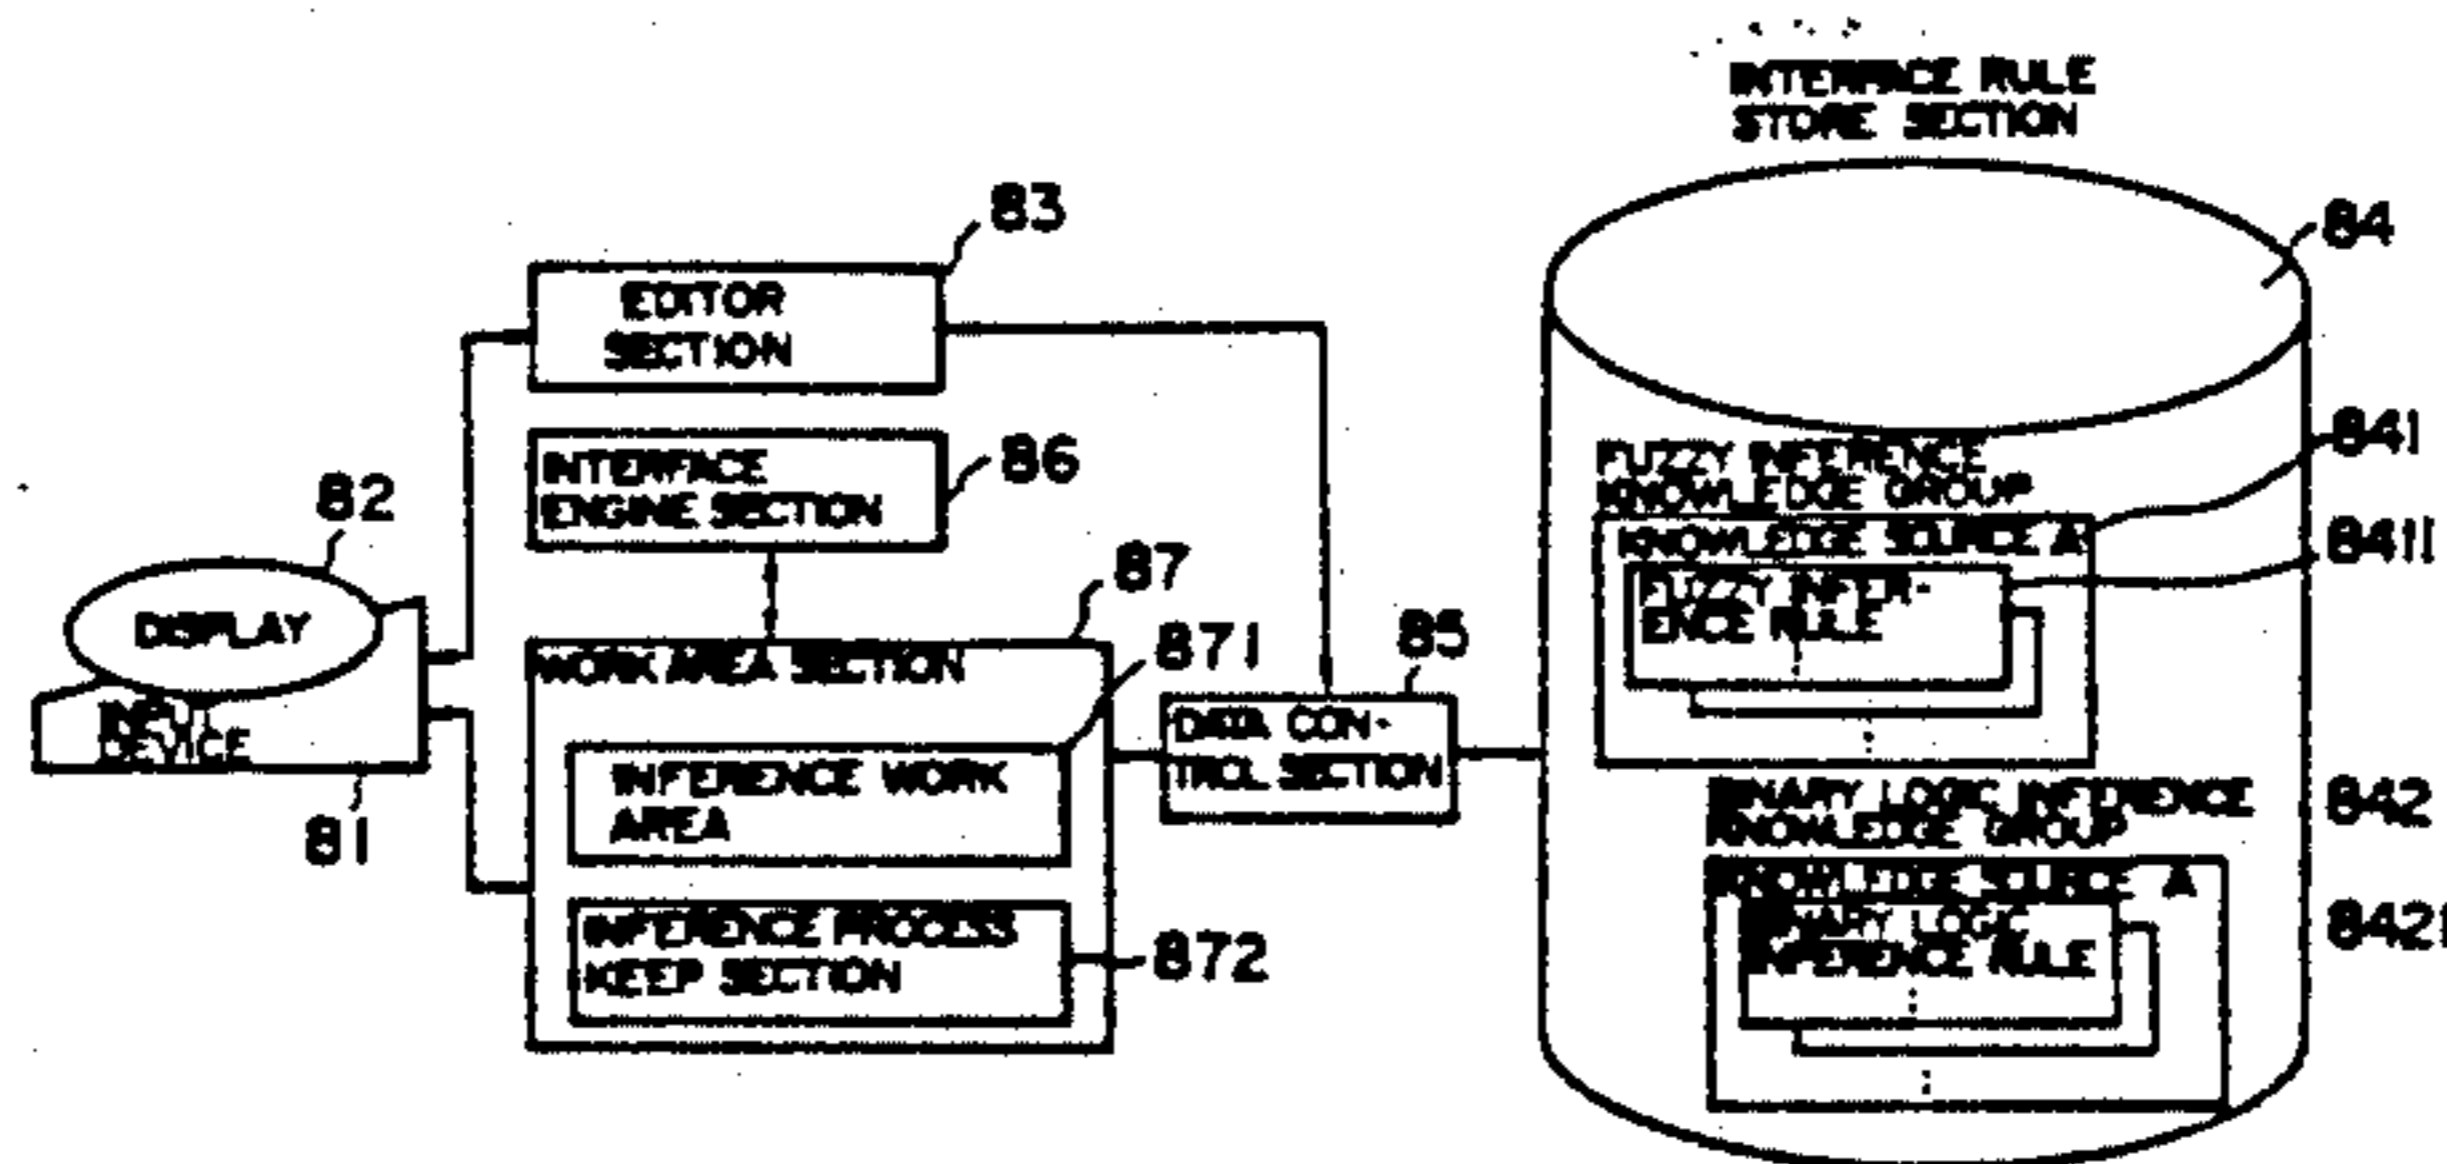 INTERFACE RULE
STORE SECTION
84
83
EDITOR
SECTION
86
INTERFACE
ENGINE SECTION
82
DISPLAY
INPUT
DEVICE
81
87
WORK AREA SECTION
871
INFERENCE WORK
AREA
INFERENCE PROCESS
KEEP SECTION
872
85
DATA CON-
TROL SECTION
FUZZY INFERENCE
KNOWLEDGE GROUP
841
KNOWLEDGE SOURCE A
8411
FUZZY INFER-
ENCE RULE
BINARY LOGIC INFERENCE
KNOWLEDGE GROUP
842
KNOWLEDGE SOURCE A
8421
BINARY LOGIC
INFERENCE RULE